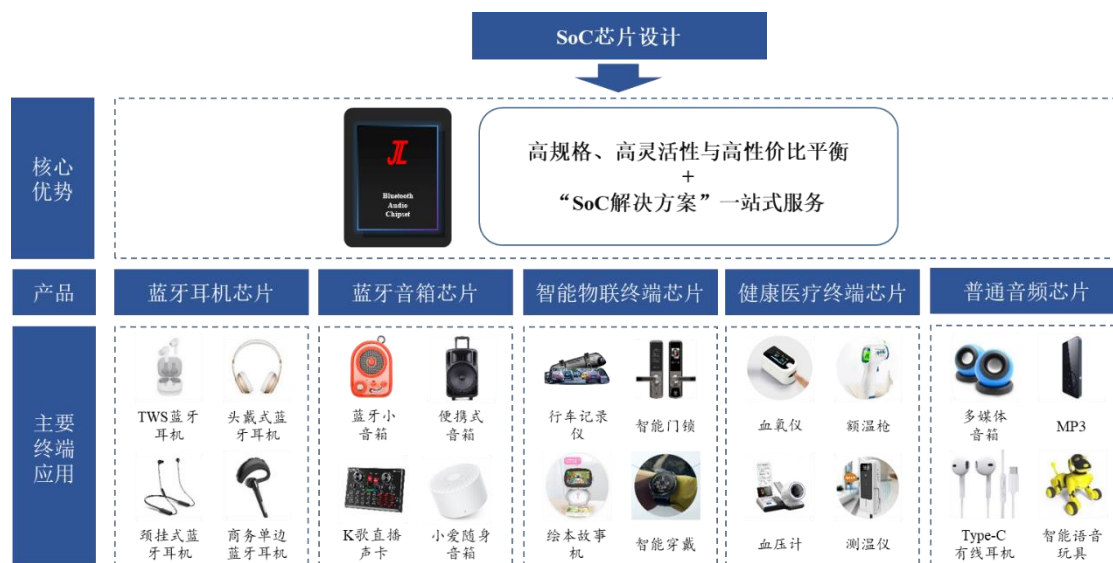 SoC芯片设计
核心
优势
JL
Bluetooth
Audio
Chipset
高规格、高灵活性与高性价比平衡
+
“SoC解决方案”一站式服务
产品
蓝牙耳机芯片
蓝牙音箱芯片
智能物联终端芯片
健康医疗终端芯片
普通音频芯片
主要
终端
应用
TWS蓝牙
耳机
头戴式蓝
牙耳机
蓝牙小
音箱
便携式
音箱
行车记录
仪
智能门锁
血氧仪
额温枪
多媒体
音箱
MP3
颈挂式蓝
牙耳机
商务单边
蓝牙耳机
K歌直播
声卡
小爱随身
音箱
绘本故事
机
智能穿戴
血压计
测温仪
Type-C
有线耳机
智能语音
玩具